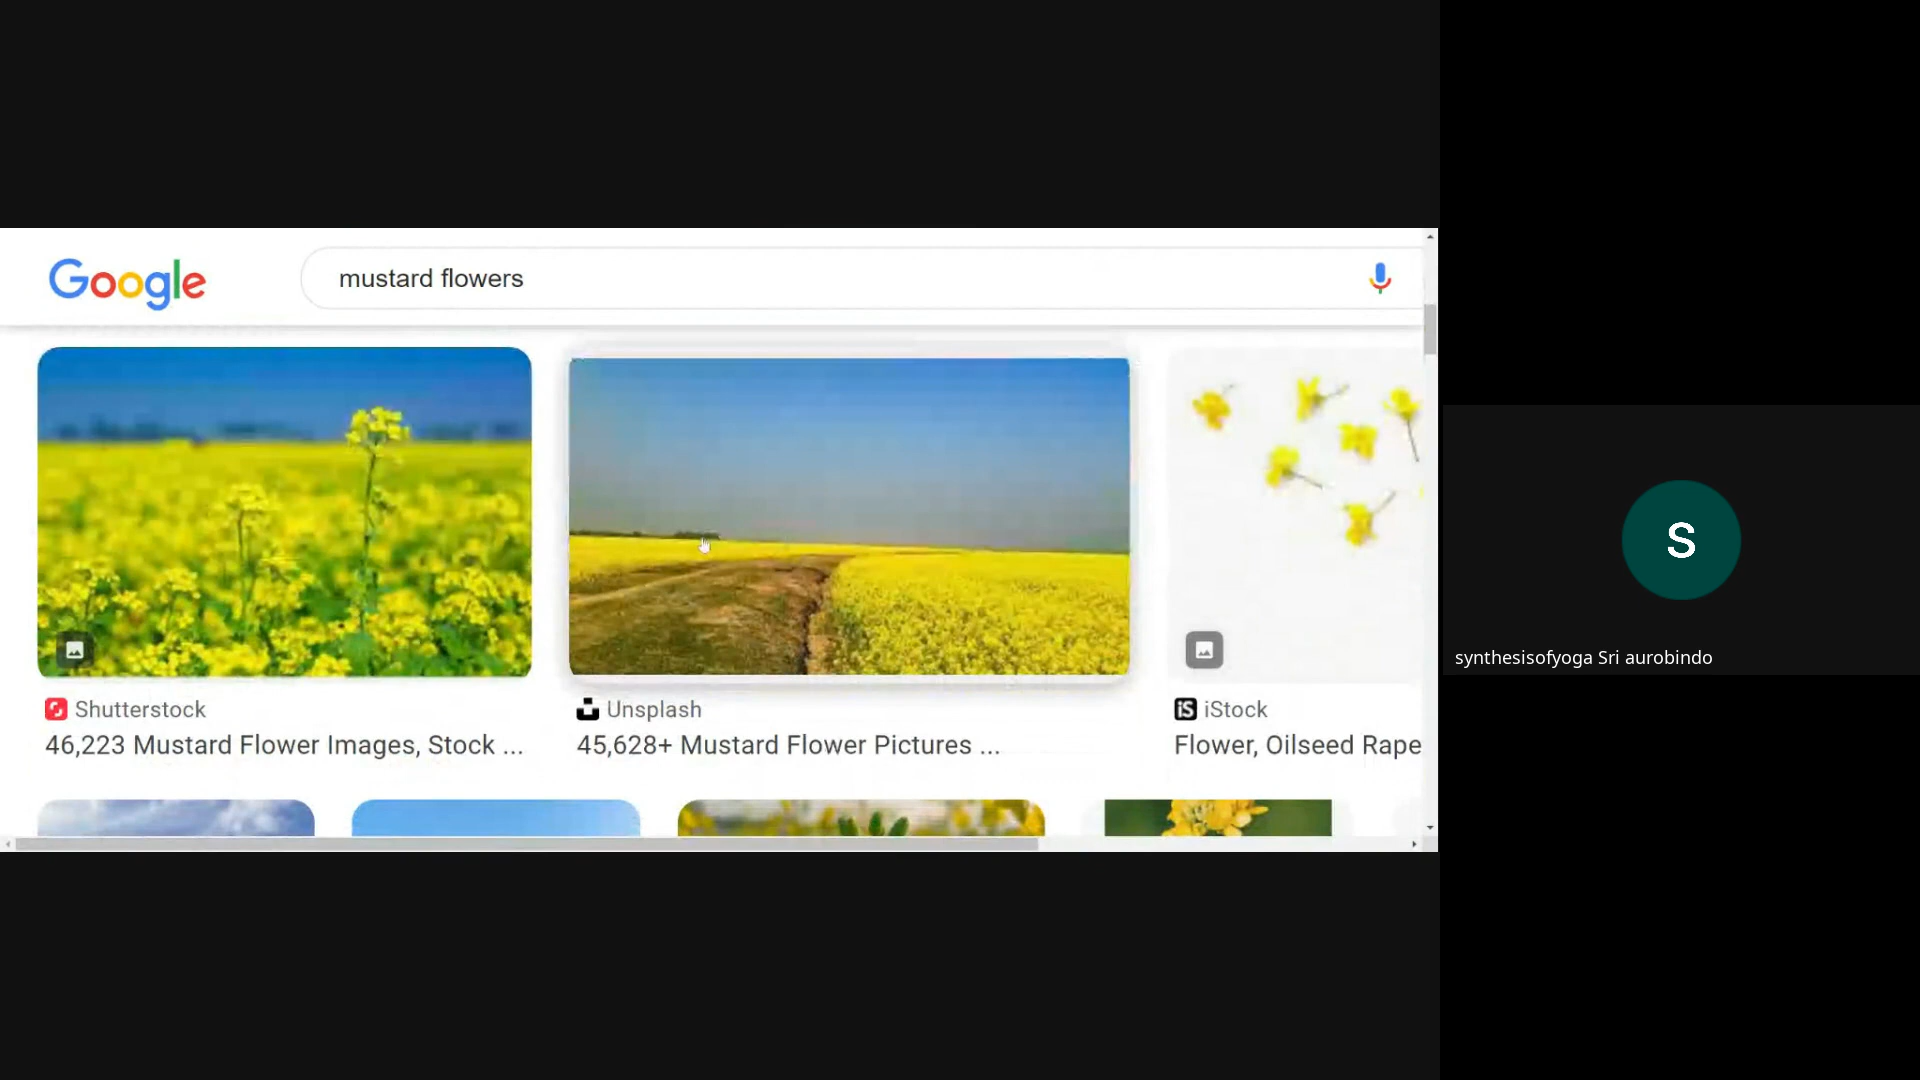 Google
mustard flowers
Shutterstock
46,223 Mustard Flower Images, Stock ...
Unsplash
45,628+ Mustard Flower Pictures ...
iS iStock
Flower, Oilseed Rape
S
synthesisofyoga Sri aurobindo